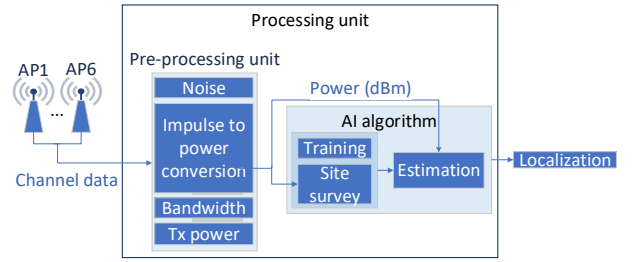 Processing unit
Pre-processing unit
AP1 AP6
...
Noise
Impulse to
power
conversion
Bandwidth
Tx power
Channel data
Power (dBm)
AI algorithm
Training
Site
survey
Estimation
Localization